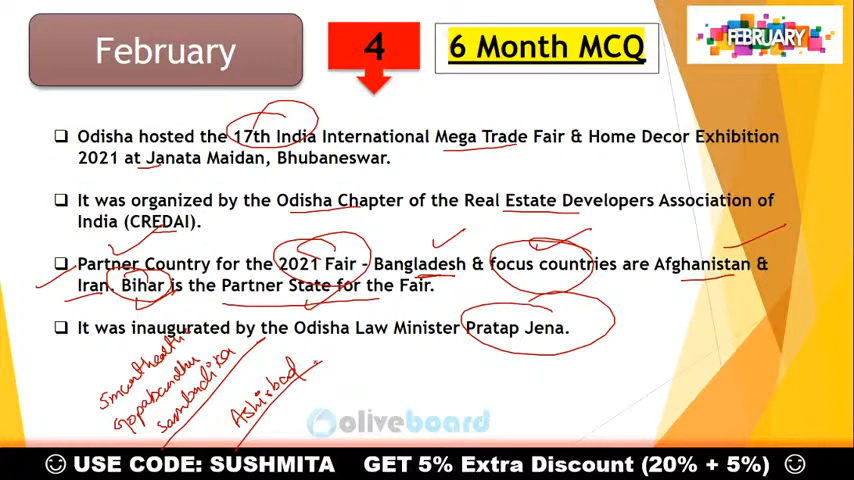 February
4
6 Month MCQ
FEBRUARY
❑ Odisha hosted the 17th India International Mega Trade Fair & Home Decor Exhibition
2021 at Janata Maidan, Bhubaneswar.
❑ It was organized by the Odisha Chapter of the Real Estate Developers Association of
India (CREDAI).
❑ Partner Country for the 2021 Fair - Bangladesh & focus countries are Afghanistan &
Iran. Bihar is the Partner State for the Fair.
❑ It was inaugurated by the Odisha Law Minister Pratap Jena.
Smarthealth
Gopabandhu
Sambadika
Ashirbad
oliveboard
☺ USE CODE: SUSHMITA GET 5% Extra Discount (20% + 5%) ☺